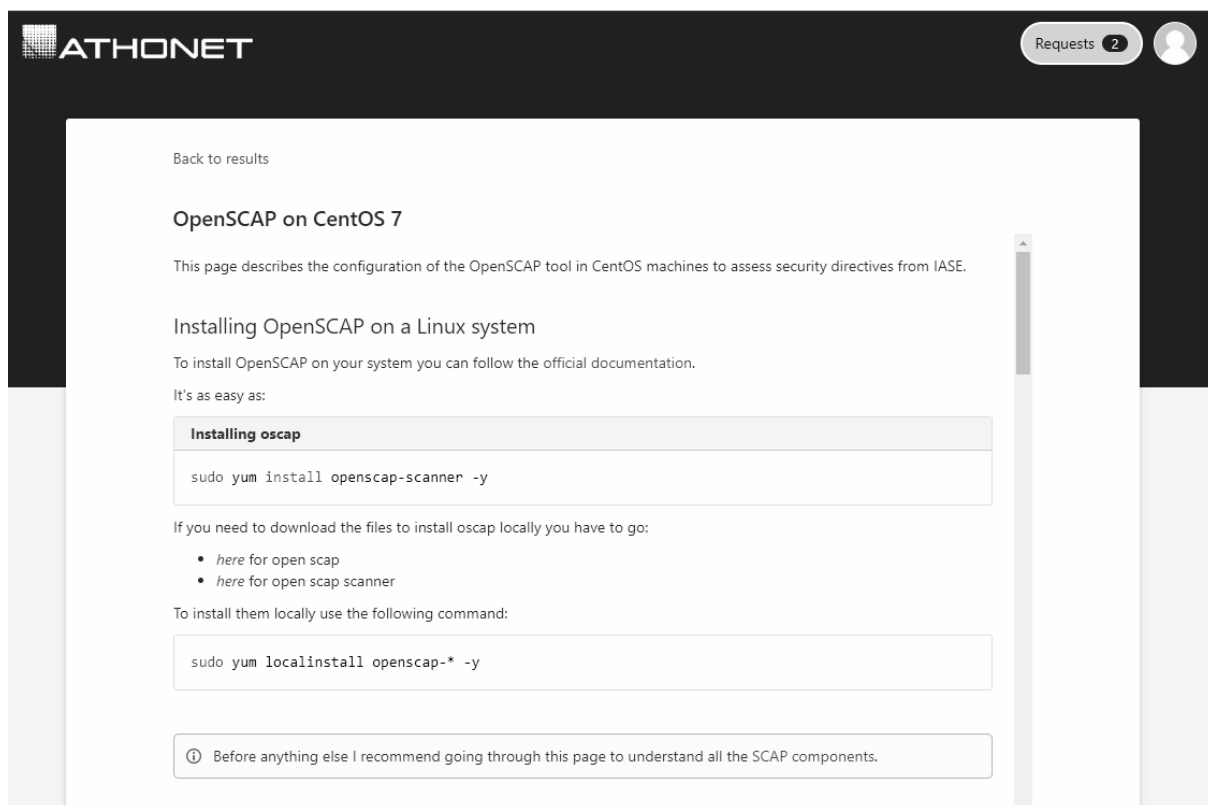 ATHONET
Requests 2
Back to results
OpenSCAP on CentOS 7
This page describes the configuration of the OpenSCAP tool in CentOS machines to assess security directives from IASE.
Installing OpenSCAP on a Linux system
To install OpenSCAP on your system you can follow the official documentation.
It's as easy as:
Installing oscap
sudo yum install openscap-scanner -y
If you need to download the files to install oscap locally you have to go:
• here for open scap
• here for open scap scanner
To install them locally use the following command:
sudo yum localinstall openscap-* -y
Before anything else I recommend going through this page to understand all the SCAP components.